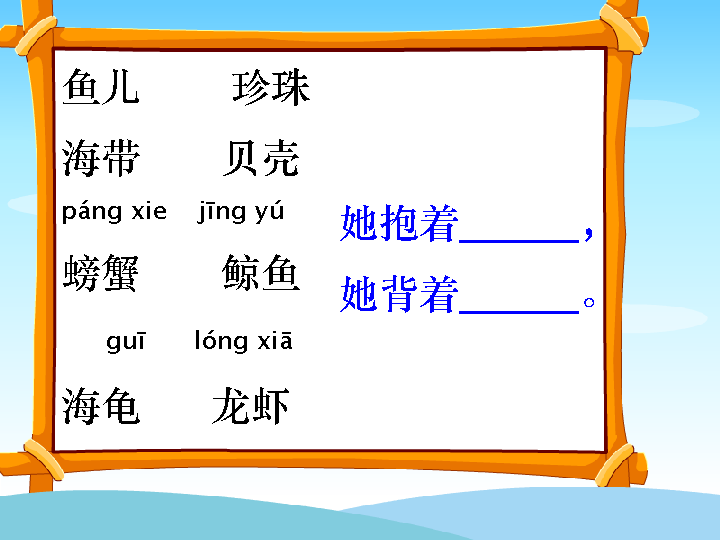 鱼儿 珍珠
海带 贝壳
páng xie jīng yú
螃蟹 鲸鱼
guī lóng xiā
海龟 龙虾
她抱着______，
她背着______。